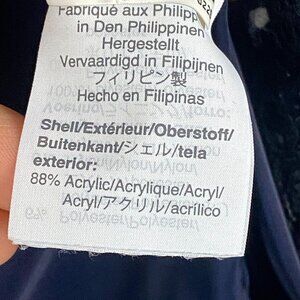 Fabriqué aux Philipp
in Den Philippinen
Hergestellt
Vervaardigd in Filipijnen
フィリピン製
Hecho en Filipinas
Shell/Extérieur/Oberstoff/
Buitenkant/シェル/tela
exterior:
88% Acrylic/Acrylique/Acryl/
Acryl/アクリル/acrílico